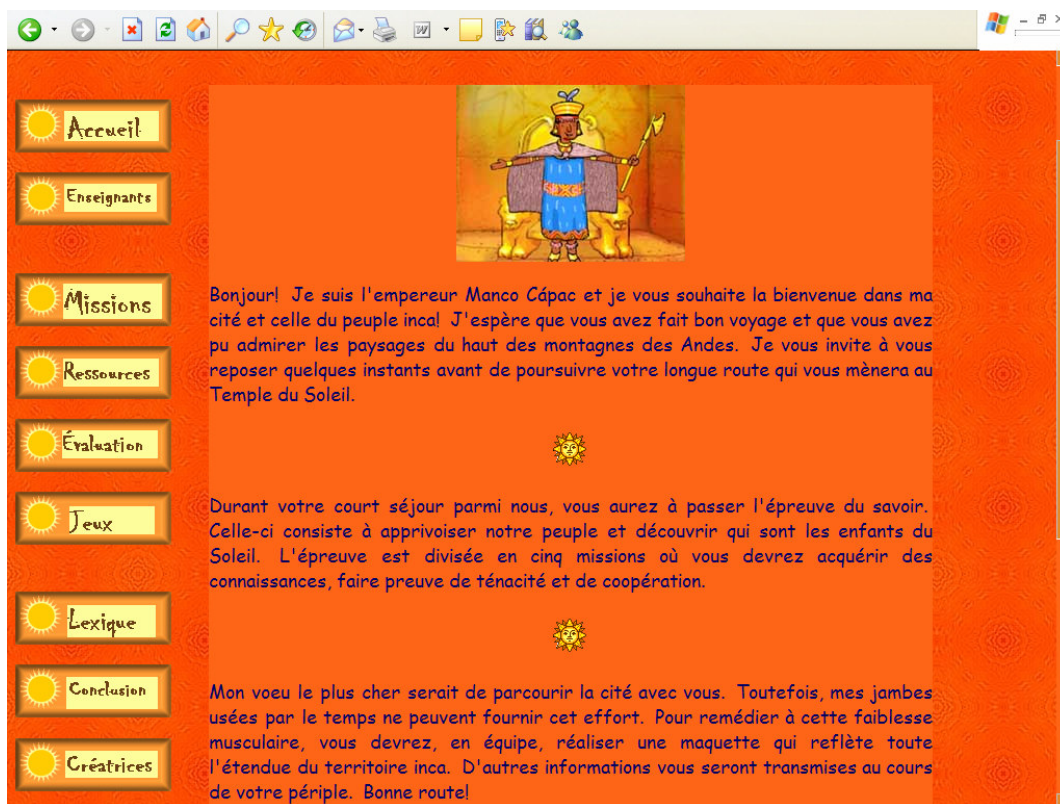 Accueil
Enseignants
Missions
Ressources
Évaluation
Jeux
Lexique
Conclusion
Créatrices
Bonjour! Je suis l'empereur Manco Cápac et je vous souhaite la bienvenue dans ma
cité et celle du peuple inca! J'espère que vous avez fait bon voyage et que vous avez
pu admirer les paysages du haut des montagnes des Andes. Je vous invite à vous
reposer quelques instants avant de poursuivre votre longue route qui vous mènera au
Temple du Soleil.
Durant votre court séjour parmi nous, vous aurez à passer l'épreuve du savoir.
Celle-ci consiste à apprivoiser notre peuple et découvrir qui sont les enfants du
Soleil. L'épreuve est divisée en cinq missions où vous devrez acquérir des
connaissances, faire preuve de ténacité et de coopération.
Mon voeu le plus cher serait de parcourir la cité avec vous. Toutefois, mes jambes
usées par le temps ne peuvent fournir cet effort. Pour remédier à cette faiblesse
musculaire, vous devrez, en équipe, réaliser une maquette qui reflète toute
l'étendue du territoire inca. D'autres informations vous seront transmises au cours
de votre périple. Bonne route!